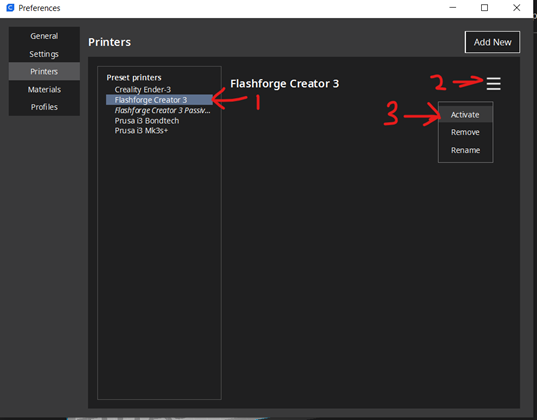 Preferences
General
Settings
Printers
Materials
Profiles
Printers
Add New
Preset printers
Creality Ender-3
Flashforge Creator 3
Flashforge Creator 3 Passiv...
Prusa i3 Bondtech
Prusa i3 Mk3s+
1
Flashforge Creator 3
2
3
Activate
Remove
Rename